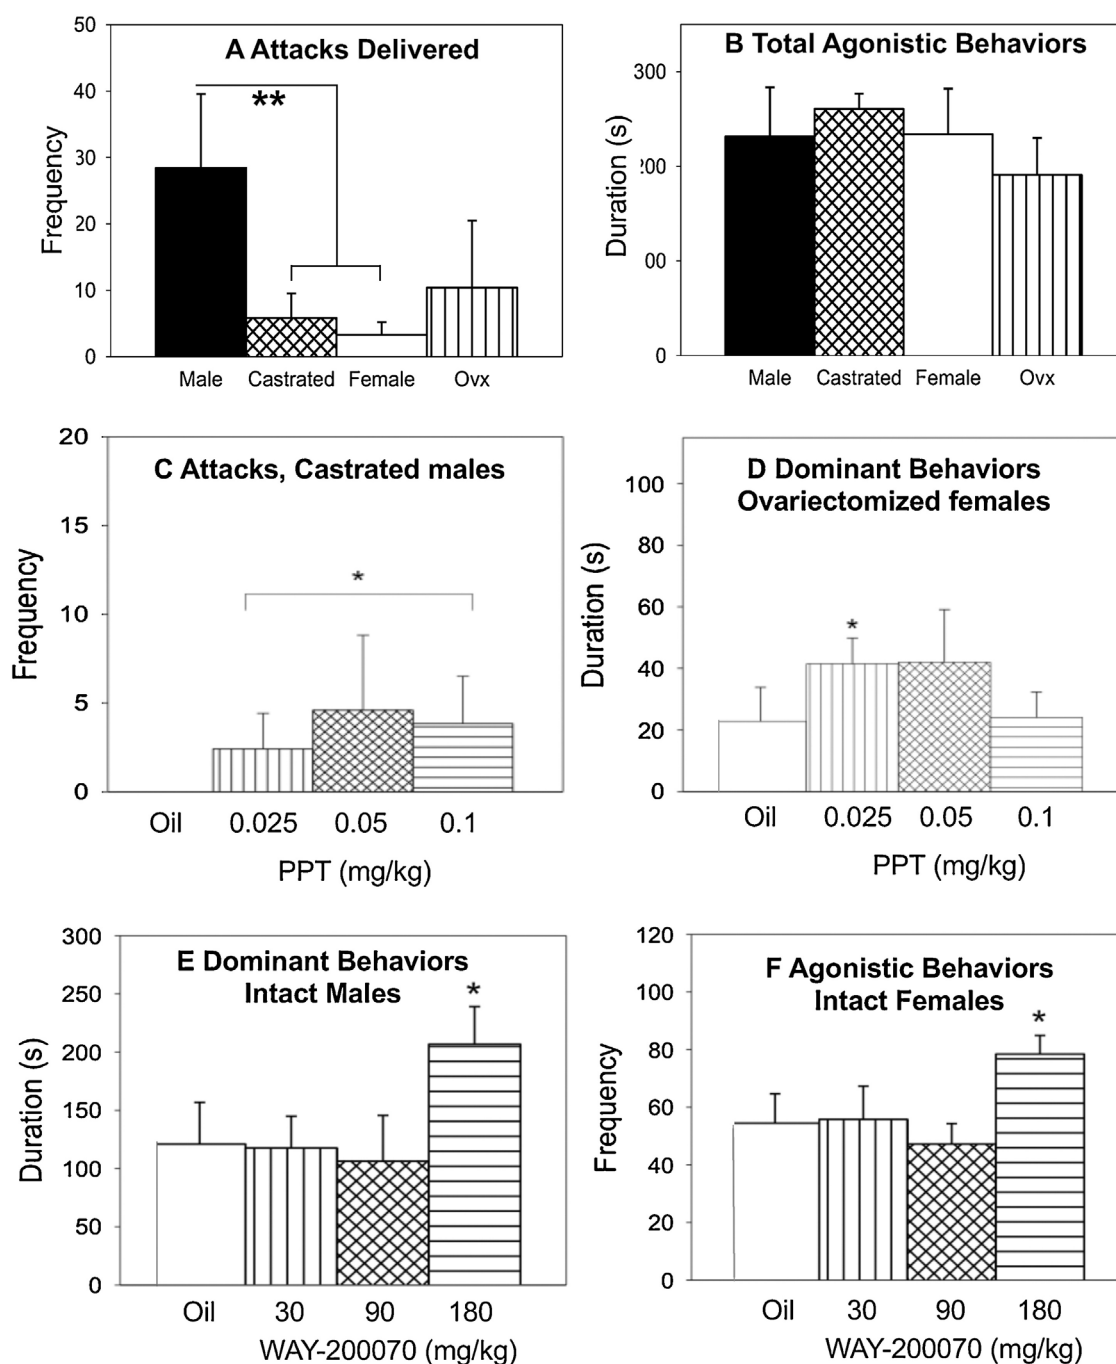 A Attacks Delivered
**
Frequency
50
40
30
20
10
0
Male Castrated Female Ovx
B Total Agonistic Behaviors
Duration (s)
300
200
00
0
Male Castrated Female Ovx
C Attacks, Castrated males
*
Frequency
20
15
10
5
0
Oil 0.025 0.05 0.1
PPT (mg/kg)
D Dominant Behaviors
Ovariectomized females
*
Duration (s)
100
80
60
40
20
0
Oil 0.025 0.05 0.1
PPT (mg/kg)
E Dominant Behaviors
Intact Males
*
Duration (s)
300
250
200
150
100
50
0
Oil 30 90 180
WAY-200070 (mg/kg)
F Agonistic Behaviors
Intact Females
*
Frequency
120
100
80
60
40
20
0
Oil 30 90 180
WAY-200070 (mg/kg)